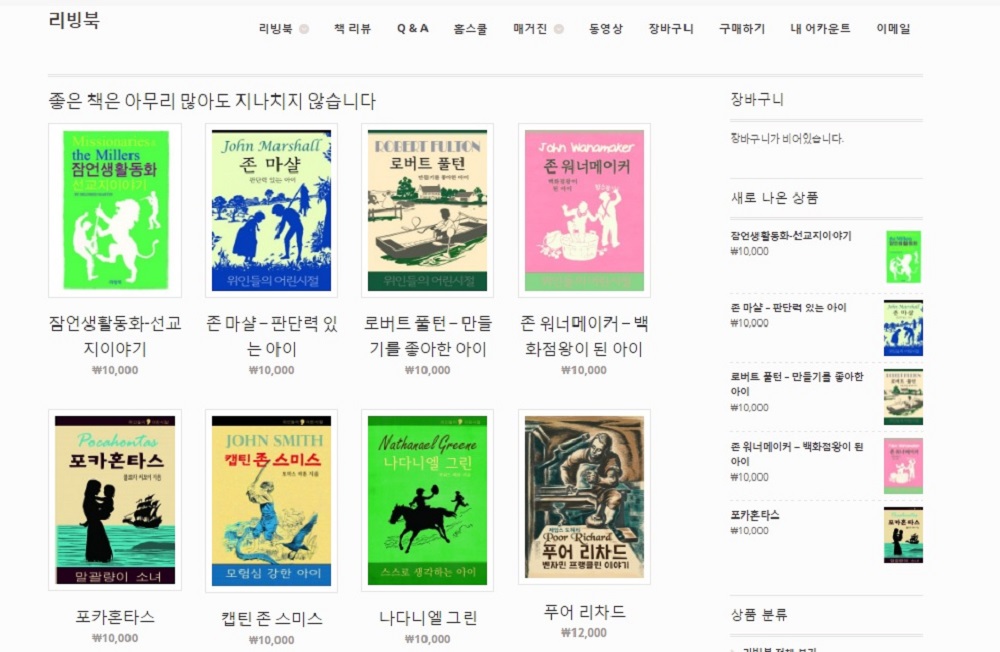 리빙북
리빙북 책 리뷰 Q & A 홈스쿨 매거진 동영상 장바구니 구매하기 내 어카운트 이메일
좋은 책은 아무리 많아도 지나치지 않습니다
Missionaries:
the Millers
잠언생활동화
선교지이야기
John Marshall
존 마샬
판단력 있는 아이
위인들의 어린시절
ROBERT FULTON
로버트 풀턴
만들기를 좋아한 아이
위인들의 어린시절
John Wanamaker
존 워너메이커
백화점왕이
된 아이
위인들의 어린시절
잠언생활동화-선교
지이야기
₩10,000
존 마샬 – 판단력 있
는 아이
₩10,000
로버트 풀턴 – 만들
기를 좋아한 아이
₩10,000
존 워너메이커 – 백
화점왕이 된 아이
₩10,000
Pocahontas
포카혼타스
말괄량이 소녀
JOHN SMITH
캡틴 존 스미스
모험심 강한 아이
Nathanael Greene
나다니엘 그린
스스로 생각하는 아이
Poor Richard
푸어 리차드
벤자민 프랭클린 이야기
포카혼타스
₩10,000
캡틴 존 스미스
₩10,000
나다니엘 그린
₩10,000
푸어 리차드
₩12,000
장바구니
장바구니가 비어있습니다.
새로 나온 상품
잠언생활동화-선교지이야기
₩10,000
존 마샬 – 판단력 있는 아이
₩10,000
로버트 풀턴 – 만들기를 좋아한
아이
₩10,000
존 워너메이커 – 백화점왕이 된
아이
₩10,000
포카혼타스
₩10,000
상품 분류